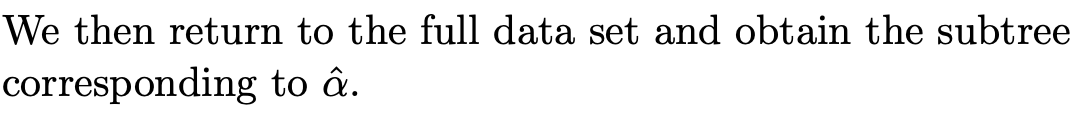 We then return to the full data set and obtain the subtree
corresponding to α̂.